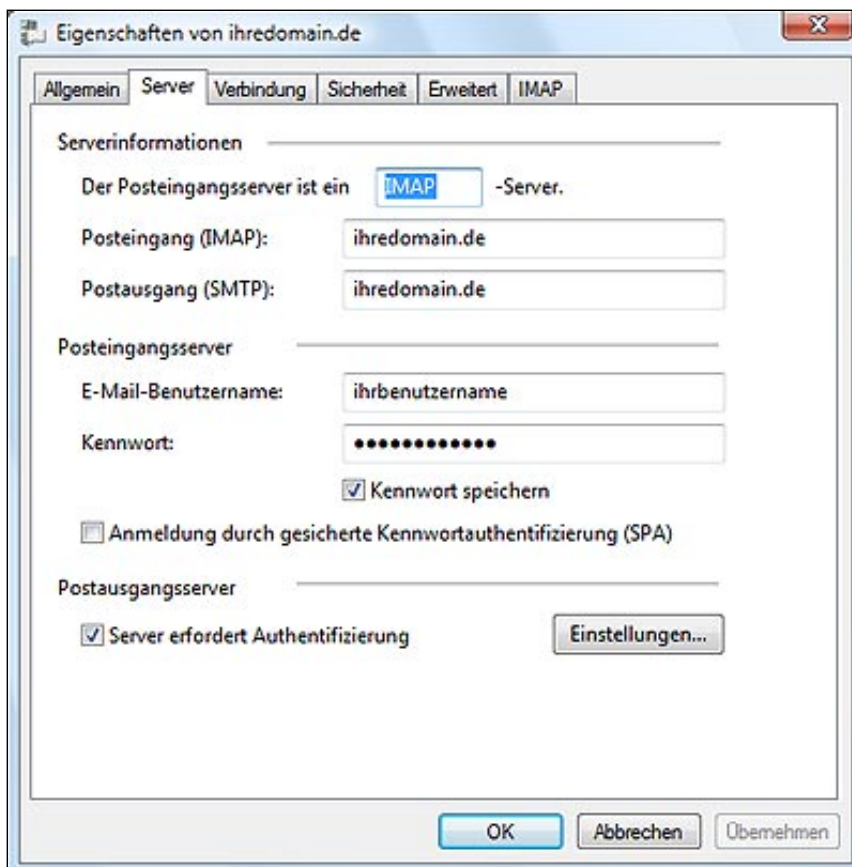 Eigenschaften von ihredomain.de
Allgemein Server Verbindung Sicherheit Erweitert IMAP
Serverinformationen
Der Posteingangsserver ist ein IMAP -Server.
Posteingang (IMAP): ihredomain.de
Postausgang (SMTP): ihredomain.de
Posteingangsserver
E-Mail-Benutzername: ihrbenutzername
Kennwort: ●●●●●●●●●●●●
Kennwort speichern
Anmeldung durch gesicherte Kennwortauthentifizierung (SPA)
Postausgangsserver
Server erfordert Authentifizierung Einstellungen...
OK Abbrechen Übernehmen